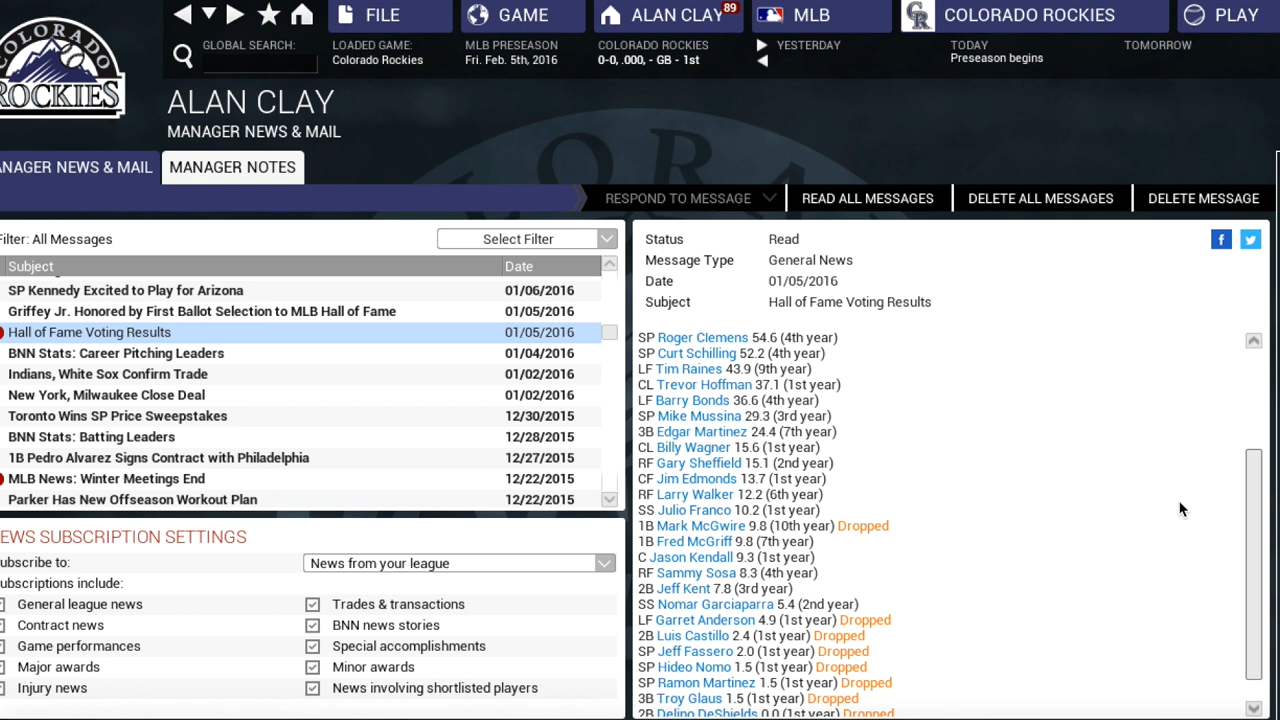 FILE
GAME
ALAN CLAY
89
MLB
CR
COLORADO ROCKIES
PLAY
GLOBAL SEARCH:
LOADED GAME:
Colorado Rockies
MLB PRESEASON
Fri. Feb. 5th, 2016
COLORADO ROCKIES
0-0, .000, - GB - 1st
YESTERDAY
TODAY
Preseason begins
TOMORROW
COLORADO
ROCKIES
ALAN CLAY
MANAGER NEWS & MAIL
ANAGER NEWS & MAIL
MANAGER NOTES
RESPOND TO MESSAGE
READ ALL MESSAGES
DELETE ALL MESSAGES
DELETE MESSAGE
Filter: All Messages
Select Filter
Subject
Date
SP Kennedy Excited to Play for Arizona 01/06/2016
Griffey Jr. Honored by First Ballot Selection to MLB Hall of Fame 01/05/2016
Hall of Fame Voting Results 01/05/2016
BNN Stats: Career Pitching Leaders 01/04/2016
Indians, White Sox Confirm Trade 01/02/2016
New York, Milwaukee Close Deal 01/02/2016
Toronto Wins SP Price Sweepstakes 12/30/2015
BNN Stats: Batting Leaders 12/28/2015
1B Pedro Alvarez Signs Contract with Philadelphia 12/27/2015
MLB News: Winter Meetings End 12/22/2015
Parker Has New Offseason Workout Plan 12/22/2015
EWS SUBSCRIPTION SETTINGS
ubscribe to:
News from your league
ubscriptions include:
General league news
Trades & transactions
Contract news
BNN news stories
Game performances
Special accomplishments
Major awards
Minor awards
Injury news
News involving shortlisted players
Status Read
Message Type General News
Date 01/05/2016
Subject Hall of Fame Voting Results
SP Roger Clemens 54.6 (4th year)
SP Curt Schilling 52.2 (4th year)
LF Tim Raines 43.9 (9th year)
CL Trevor Hoffman 37.1 (1st year)
LF Barry Bonds 36.6 (4th year)
SP Mike Mussina 29.3 (3rd year)
3B Edgar Martinez 24.4 (7th year)
CL Billy Wagner 15.6 (1st year)
RF Gary Sheffield 15.1 (2nd year)
CF Jim Edmonds 13.7 (1st year)
RF Larry Walker 12.2 (6th year)
SS Julio Franco 10.2 (1st year)
1B Mark McGwire 9.8 (10th year) Dropped
1B Fred McGriff 9.8 (7th year)
C Jason Kendall 9.3 (1st year)
RF Sammy Sosa 8.3 (4th year)
2B Jeff Kent 7.8 (3rd year)
SS Nomar Garciaparra 5.4 (2nd year)
LF Garret Anderson 4.9 (1st year) Dropped
2B Luis Castillo 2.4 (1st year) Dropped
SP Jeff Fassero 2.0 (1st year) Dropped
SP Hideo Nomo 1.5 (1st year) Dropped
SP Ramon Martinez 1.5 (1st year) Dropped
3B Troy Glaus 1.5 (1st year) Dropped
2B Delino DeShields 0.0 (1st year) Dropped